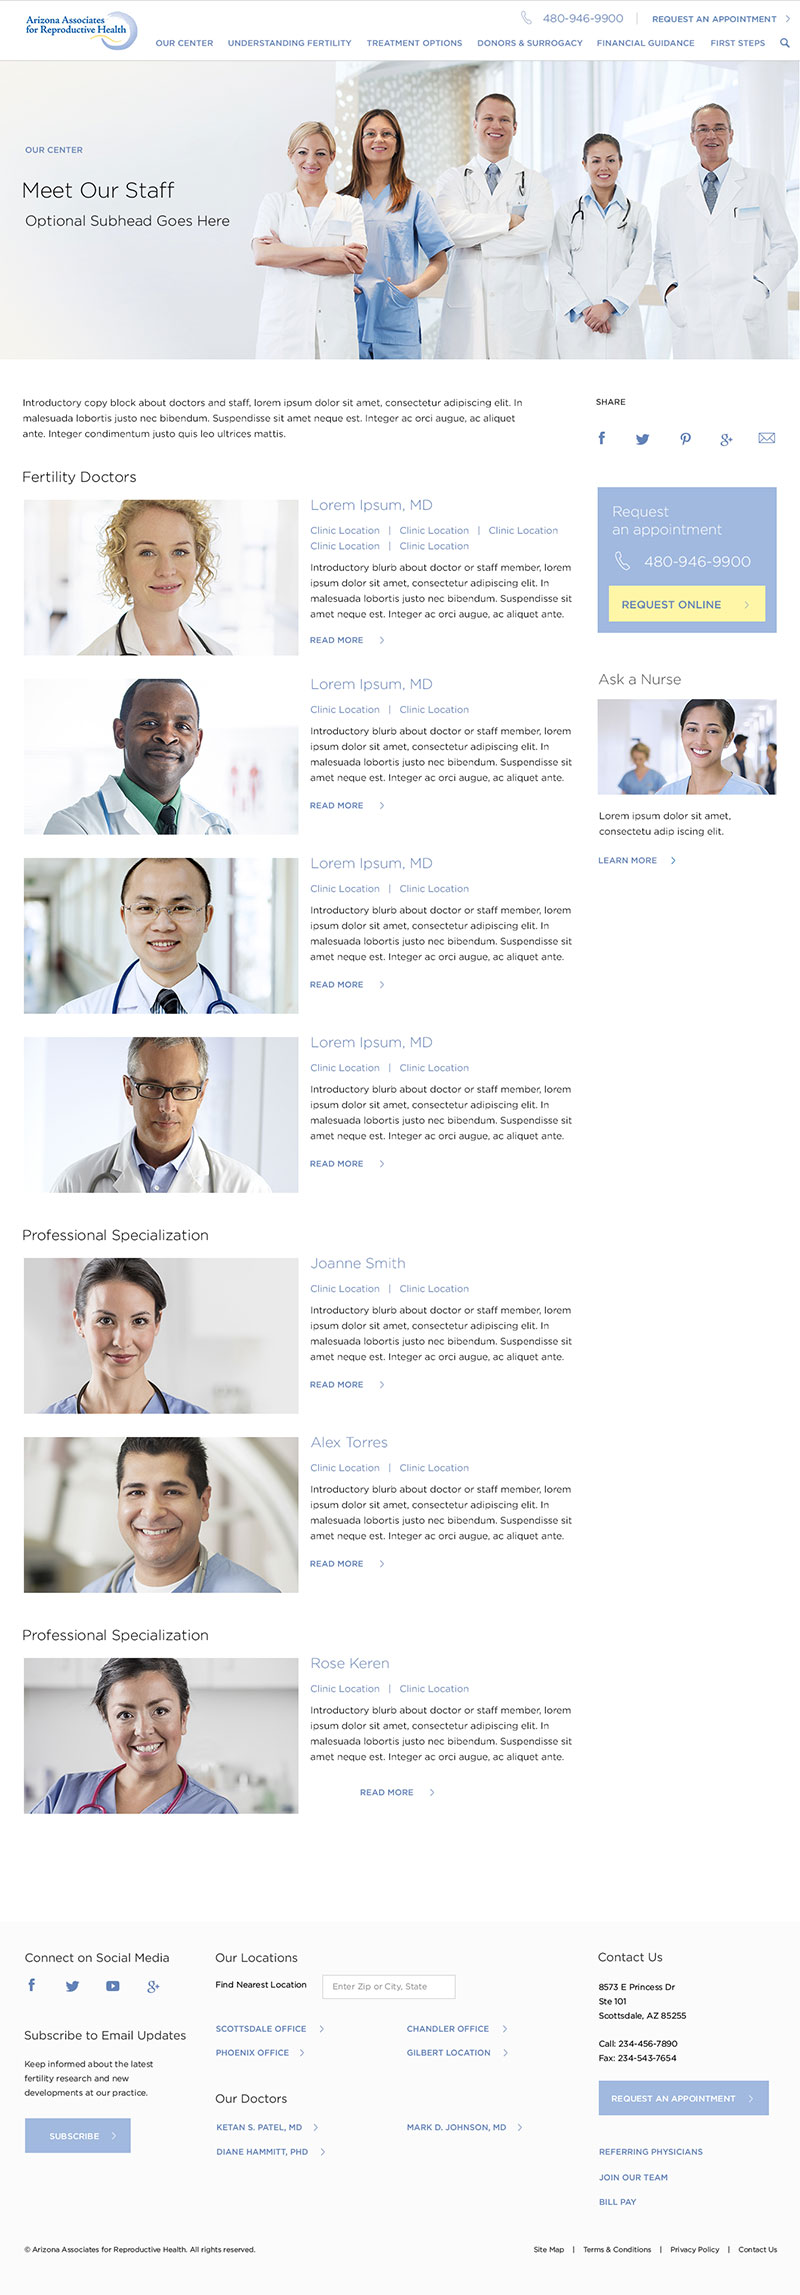 Arizona Associates
for Reproductive Health
480-946-9900
REQUEST AN APPOINTMENT
OUR CENTER
UNDERSTANDING FERTILITY
TREATMENT OPTIONS
DONORS & SURROGACY
FINANCIAL GUIDANCE
FIRST STEPS
OUR CENTER
Meet Our Staff
Optional Subhead Goes Here
Introductory copy block about doctors and staff, lorem ipsum dolor sit amet, consectetur adipiscing elit. In
malesuada lobortis justo nec bibendum. Suspendisse sit amet neque est. Integer ac orci augue, ac aliquet
ante. Integer condimentum justo quis leo ultrices mattis.
Fertility Doctors
Lorem Ipsum, MD
Clinic Location | Clinic Location | Clinic Location
Clinic Location | Clinic Location
Introductory blurb about doctor or staff member, lorem
ipsum dolor sit amet, consectetur adipiscing elit. In
malesuada lobortis justo nec bibendum. Suspendisse sit
amet neque est. Integer ac orci augue, ac aliquet ante.
READ MORE
Lorem Ipsum, MD
Clinic Location | Clinic Location
Introductory blurb about doctor or staff member, lorem
ipsum dolor sit amet, consectetur adipiscing elit. In
malesuada lobortis justo nec bibendum. Suspendisse sit
amet neque est. Integer ac orci augue, ac aliquet ante.
READ MORE
Lorem Ipsum, MD
Clinic Location | Clinic Location
Introductory blurb about doctor or staff member, lorem
ipsum dolor sit amet, consectetur adipiscing elit. In
malesuada lobortis justo nec bibendum. Suspendisse sit
amet neque est. Integer ac orci augue, ac aliquet ante.
READ MORE
Lorem Ipsum, MD
Clinic Location | Clinic Location
Introductory blurb about doctor or staff member, lorem
ipsum dolor sit amet, consectetur adipiscing elit. In
malesuada lobortis justo nec bibendum. Suspendisse sit
amet neque est. Integer ac orci augue, ac aliquet ante.
READ MORE
Professional Specialization
Joanne Smith
Clinic Location | Clinic Location
Introductory blurb about doctor or staff member, lorem
ipsum dolor sit amet, consectetur adipiscing elit. In
malesuada lobortis justo nec bibendum. Suspendisse sit
amet neque est. Integer ac orci augue, ac aliquet ante.
READ MORE
Alex Torres
Clinic Location | Clinic Location
Introductory blurb about doctor or staff member, lorem
ipsum dolor sit amet, consectetur adipiscing elit. In
malesuada lobortis justo nec bibendum. Suspendisse sit
amet neque est. Integer ac orci augue, ac aliquet ante.
READ MORE
Professional Specialization
Rose Keren
Clinic Location | Clinic Location
Introductory blurb about doctor or staff member, lorem
ipsum dolor sit amet, consectetur adipiscing elit. In
malesuada lobortis justo nec bibendum. Suspendisse sit
amet neque est. Integer ac orci augue, ac aliquet ante.
READ MORE
SHARE
Request
an appointment
480-946-9900
REQUEST ONLINE
Ask a Nurse
Lorem ipsum dolor sit amet,
consectetu adip iscing elit.
LEARN MORE
Connect on Social Media
Subscribe to Email Updates
Keep informed about the latest
fertility research and new
developments at our practice.
SUBSCRIBE
Our Locations
Find Nearest Location
Enter Zip or City, State
SCOTTSDALE OFFICE
CHANDLER OFFICE
PHOENIX OFFICE
GILBERT LOCATION
Our Doctors
KETAN S. PATEL, MD
MARK D. JOHNSON, MD
DIANE HAMMITT, PHD
Contact Us
8573 E Princess Dr
Ste 101
Scottsdale, AZ 85255
Call: 234-456-7890
Fax: 234-543-7654
REQUEST AN APPOINTMENT
REFERRING PHYSICIANS
JOIN OUR TEAM
BILL PAY
© Arizona Associates for Reproductive Health. All rights reserved.
Site Map | Terms & Conditions | Privacy Policy | Contact Us